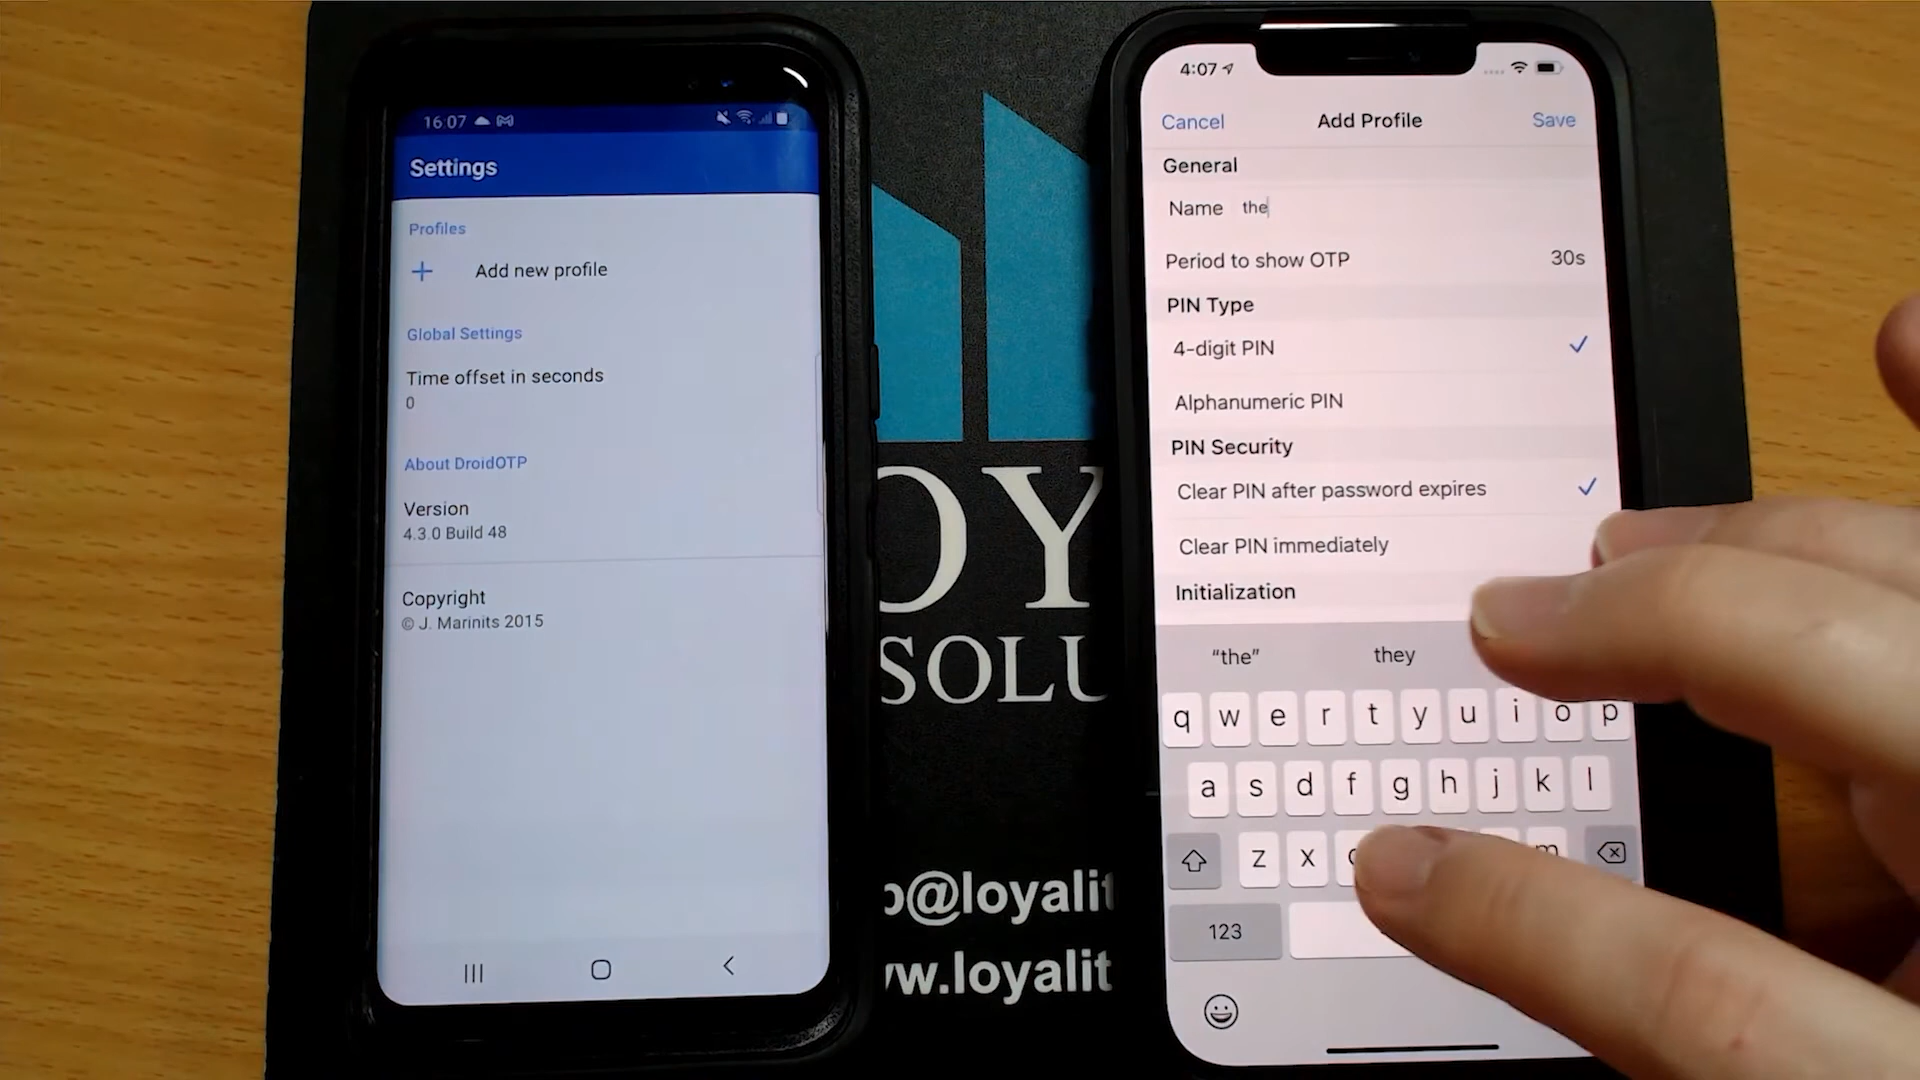 16:07
Settings
Profiles
+ Add new profile
Global Settings
Time offset in seconds
0
About DroidOTP
Version
4.3.0 Build 48
Copyright
© J. Marinits 2015
OY
SOLU
@loyalit
w.loyalit
4:07
Cancel Add Profile Save
General
Name the
Period to show OTP 30s
PIN Type
4-digit PIN
Alphanumeric PIN
PIN Security
Clear PIN after password expires
Clear PIN immediately
Initialization
“the” they
q w e r t y u i o p
a s d f g h j k l
z x m
123